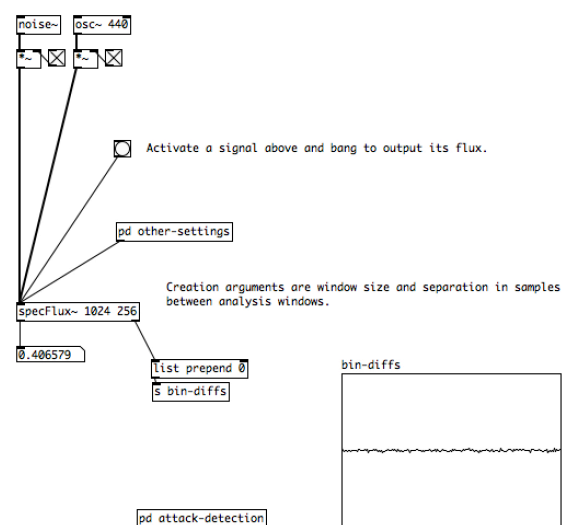 noise~ osc~ 440
*~ *~
Activate a signal above and bang to output its flux.
pd other-settings
Creation arguments are window size and separation in samples
between analysis windows.
specFlux~ 1024 256
0.406579
list prepend 0
s bin-diffs
bin-diffs
pd attack-detection